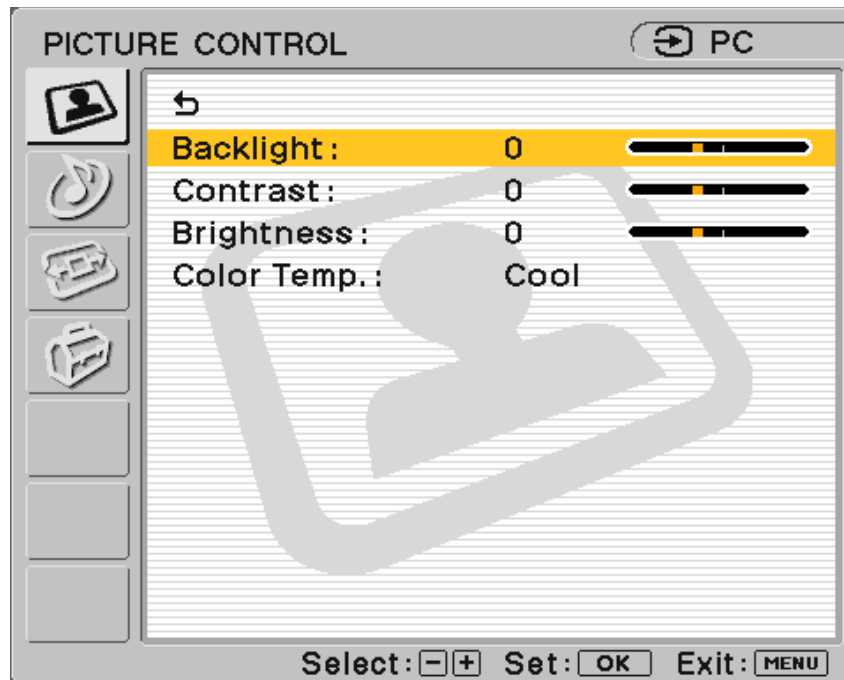 PICTURE CONTROL PC
Backlight: 0
Contrast: 0
Brightness: 0
Color Temp.: Cool
Select: - + Set: OK Exit: MENU